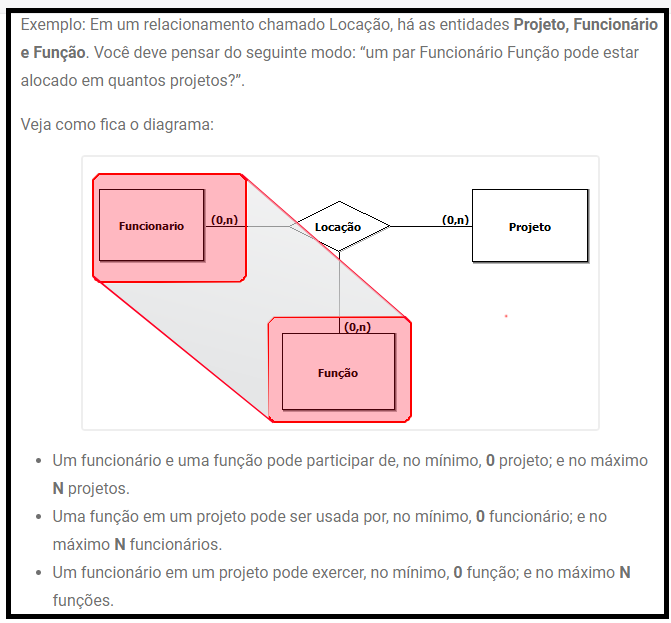 Exemplo: Em um relacionamento chamado Locação, há as entidades Projeto, Funcionário
e Função. Você deve pensar do seguinte modo: “um par Funcionário Função pode estar
alocado em quantos projetos?”.
Veja como fica o diagrama:
Funcionario
(0,n)
Locação
(0,n)
Projeto
(0,n)
Função
• Um funcionário e uma função pode participar de, no mínimo, 0 projeto; e no máximo
N projetos.
• Uma função em um projeto pode ser usada por, no mínimo, 0 funcionário; e no
máximo N funcionários.
• Um funcionário em um projeto pode exercer, no mínimo, 0 função; e no máximo N
funções.